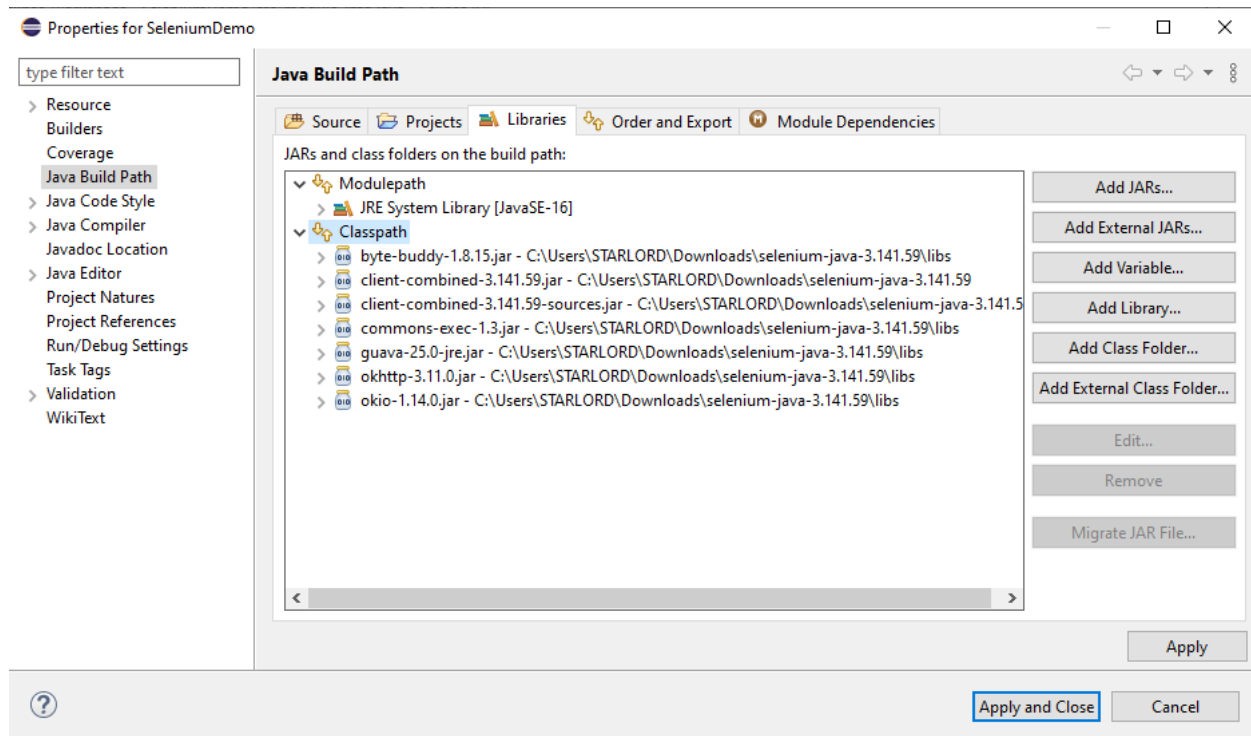 Properties for SeleniumDemo
type filter text
Resource
Builders
Coverage
Java Build Path
Java Code Style
Java Compiler
Javadoc Location
Java Editor
Project Natures
Project References
Run/Debug Settings
Task Tags
Validation
WikiText
Java Build Path
Source Projects Libraries Order and Export Module Dependencies
JARs and class folders on the build path:
Modulepath
JRE System Library [JavaSE-16]
Classpath
byte-buddy-1.8.15.jar - C:\Users\STARLORD\Downloads\selenium-java-3.141.59\libs
client-combined-3.141.59.jar - C:\Users\STARLORD\Downloads\selenium-java-3.141.59
client-combined-3.141.59-sources.jar - C:\Users\STARLORD\Downloads\selenium-java-3.141.5
commons-exec-1.3.jar - C:\Users\STARLORD\Downloads\selenium-java-3.141.59\libs
guava-25.0-jre.jar - C:\Users\STARLORD\Downloads\selenium-java-3.141.59\libs
okhttp-3.11.0.jar - C:\Users\STARLORD\Downloads\selenium-java-3.141.59\libs
okio-1.14.0.jar - C:\Users\STARLORD\Downloads\selenium-java-3.141.59\libs
Add JARs...
Add External JARs...
Add Variable...
Add Library...
Add Class Folder...
Add External Class Folder...
Edit...
Remove
Migrate JAR File...
Apply
Apply and Close
Cancel